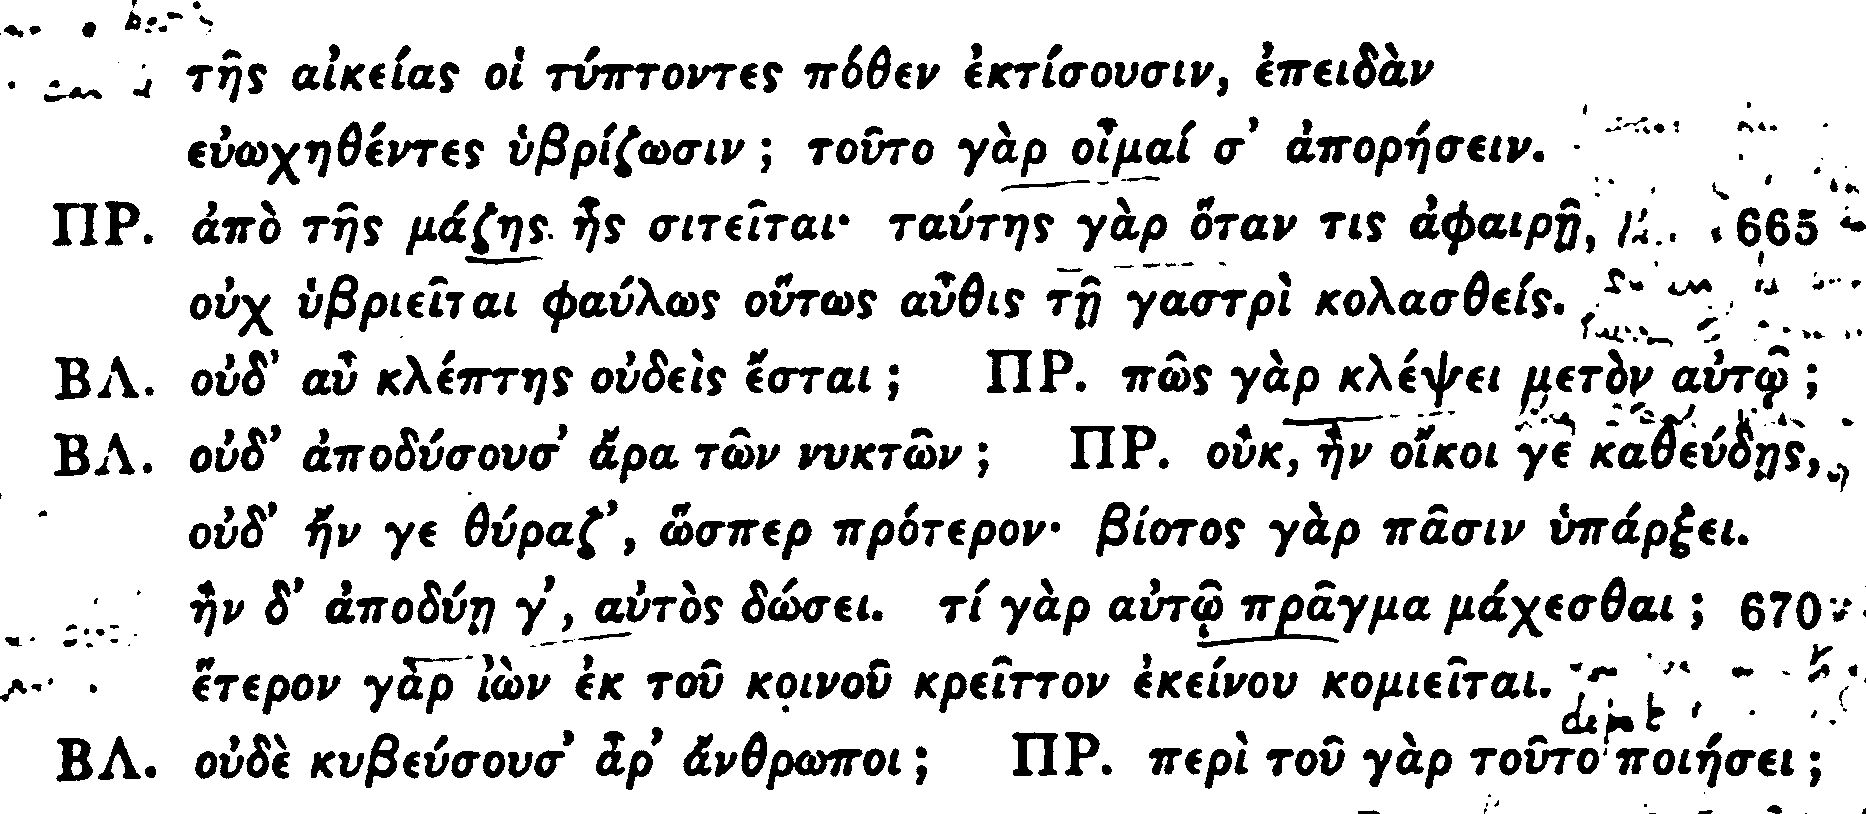 τῆς αἰκείας οἱ τύπτοντες πόθεν ἐκτίσουσιν, ἐπειδὰν
εὐωχηθέντες ὑβρίζωσιν; τοῦτο γὰρ οἶμαί σ’ ἀπορήσειν.
ΠΡ. ἀπὸ τῆς μάζης ἧς σιτεῖται· ταύτης γὰρ ὅταν τις ἀφαιρῇ, 665
οὐχ ὑβριεῖται φαύλως οὕτως αὖθις τῇ γαστρὶ κολασθείς.
ΒΛ. οὐδ’ αὖ κλέπτης οὐδεὶς ἔσται; ΠΡ. πῶς γὰρ κλέψει μετὸν αὐτῷ;
ΒΛ. οὐδ’ ἀποδύσουσ’ ἄρα τῶν νυκτῶν; ΠΡ. οὔκ, ἢν οἴκοι γε καθεύδῃς,
οὐδ’ ἤν γε θύραζ’, ὥσπερ πρότερον· βίοτος γὰρ πᾶσιν ὑπάρξει.
ἢν δ’ ἀποδύῃ γ’, αὐτὸς δώσει. τί γὰρ αὐτῷ πρᾶγμα μάχεσθαι; 670
ἕτερον γὰρ ἰὼν ἐκ τοῦ κοινοῦ κρεῖττον ἐκείνου κομιεῖται.
ΒΛ. οὐδὲ κυβεύσουσ’ ἆρ’ ἄνθρωποι; ΠΡ. περὶ τοῦ γὰρ τοῦτο ποιήσει;